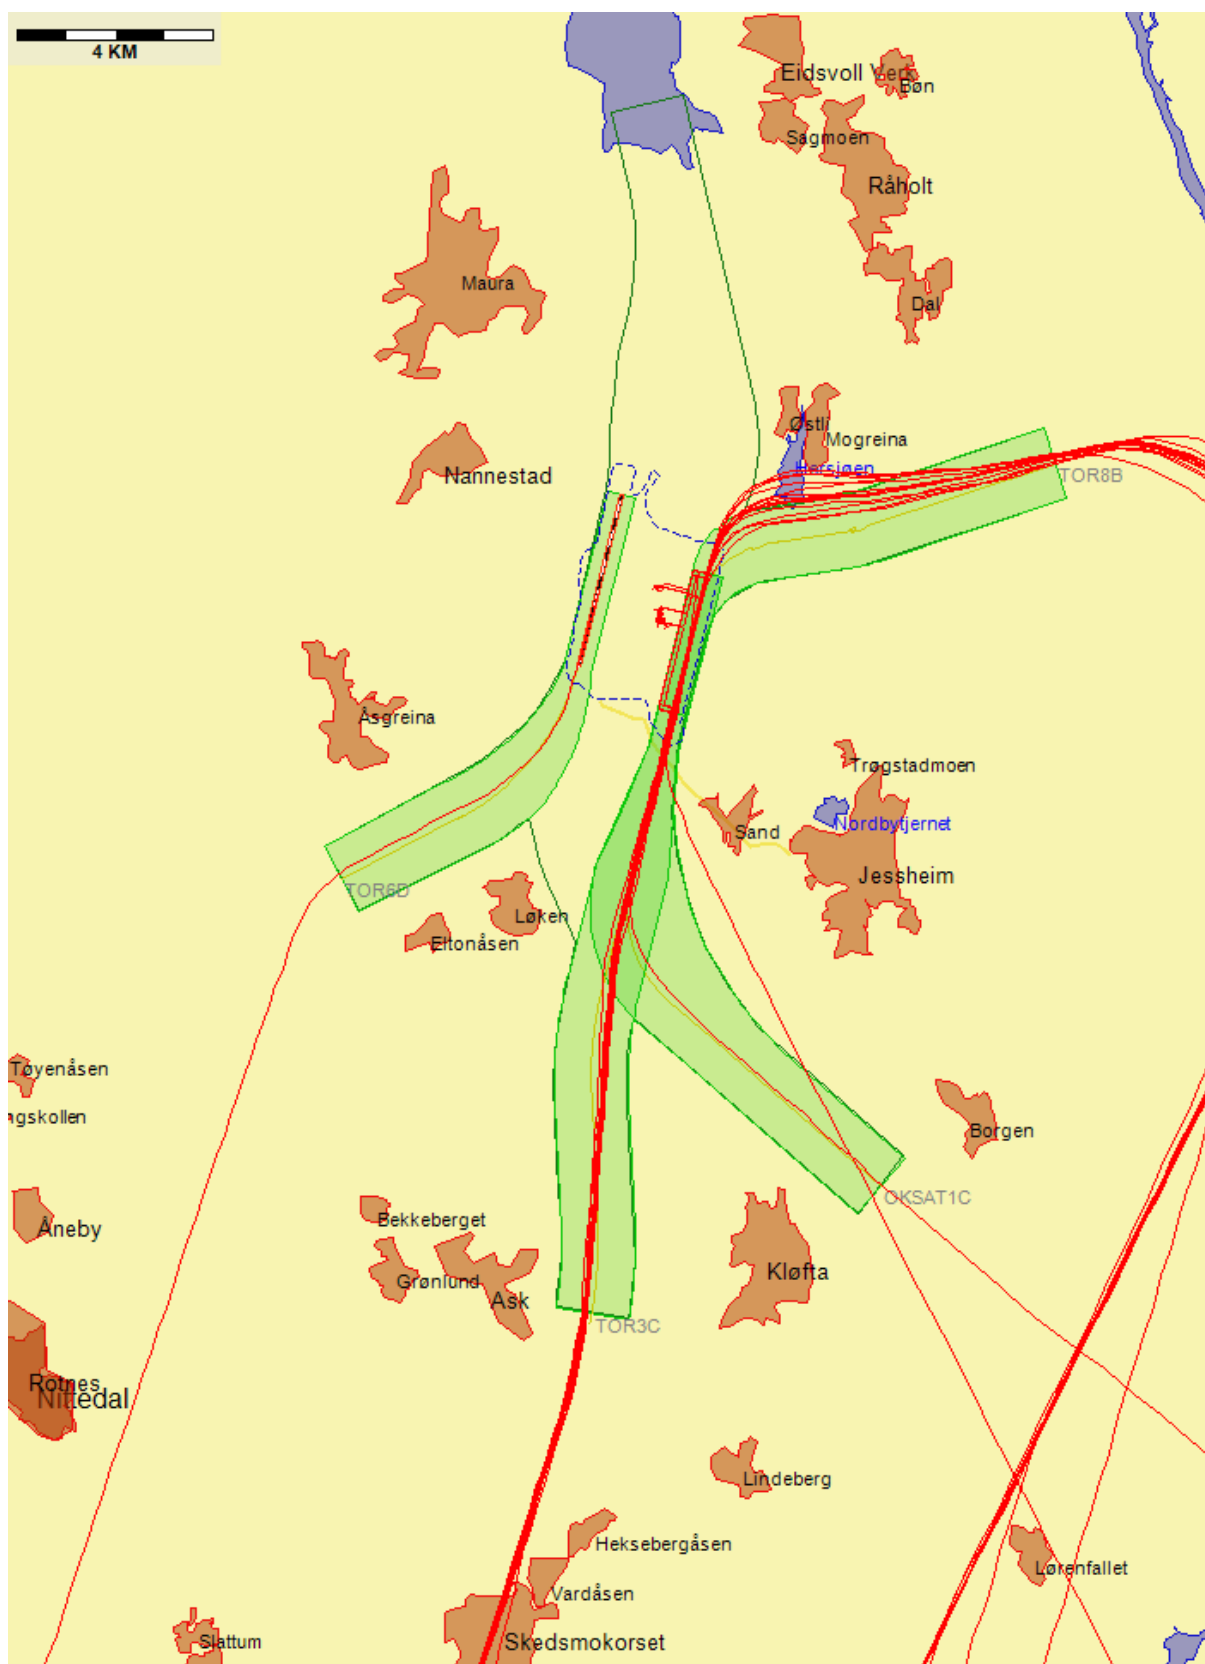 4 KM
Eidsvoll Verk
Bøn
Sagmoen
Råholt
Maura
Dal
Østli
Mogreina
Hersjøen
Nannestad
TOR8B
Åsgreina
Trøgstadmoen
Sand
Nordbytjernet
Jessheim
TOR6D
Løken
Eltonåsen
Tøyenåsen
ngskollen
Borgen
OKSAT1C
Bekkeberget
Åneby
Kløfta
Grønlund
Ask
TOR3C
Rotnes
Nittedal
Lindeberg
Heksebergåsen
Lørenfallet
Vardåsen
Slattum
Skedsmokorset